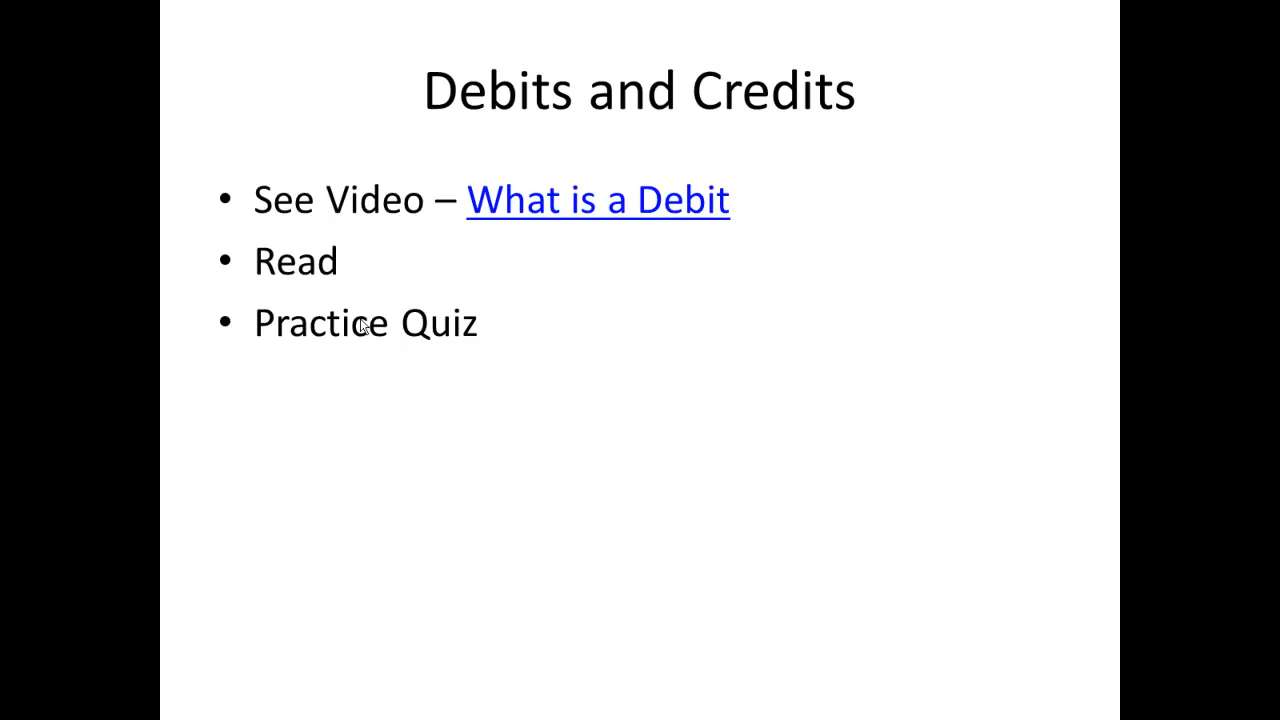 Debits and Credits
• See Video – What is a Debit
• Read
• Practice Quiz